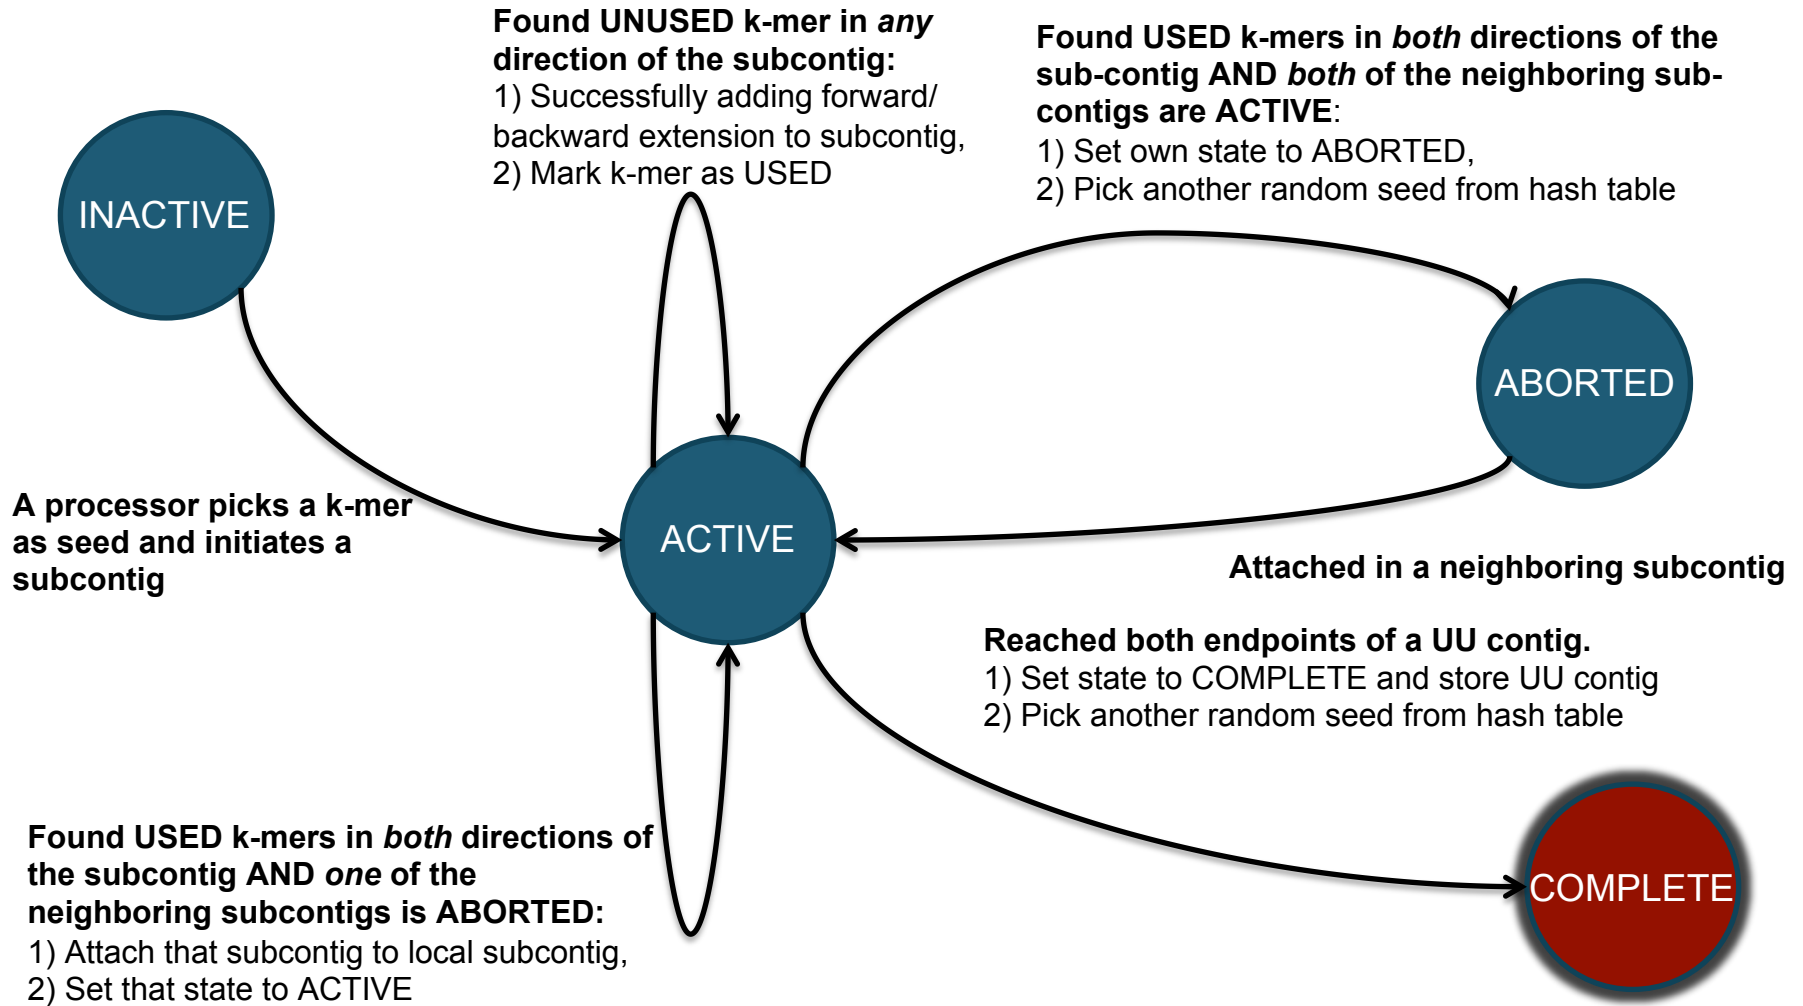 Found UNUSED k-mer in any
direction of the subcontig:
1) Successfully adding forward/
backward extension to subcontig,
2) Mark k-mer as USED
Found USED k-mers in both directions of the
sub-contig AND both of the neighboring sub-
contigs are ACTIVE:
1) Set own state to ABORTED,
2) Pick another random seed from hash table
INACTIVE
ABORTED
A processor picks a k-mer
as seed and initiates a
subcontig
ACTIVE
Attached in a neighboring subcontig
Reached both endpoints of a UU contig.
1) Set state to COMPLETE and store UU contig
2) Pick another random seed from hash table
Found USED k-mers in both directions of
the subcontig AND one of the
neighboring subcontigs is ABORTED:
1) Attach that subcontig to local subcontig,
2) Set that state to ACTIVE
COMPLETE